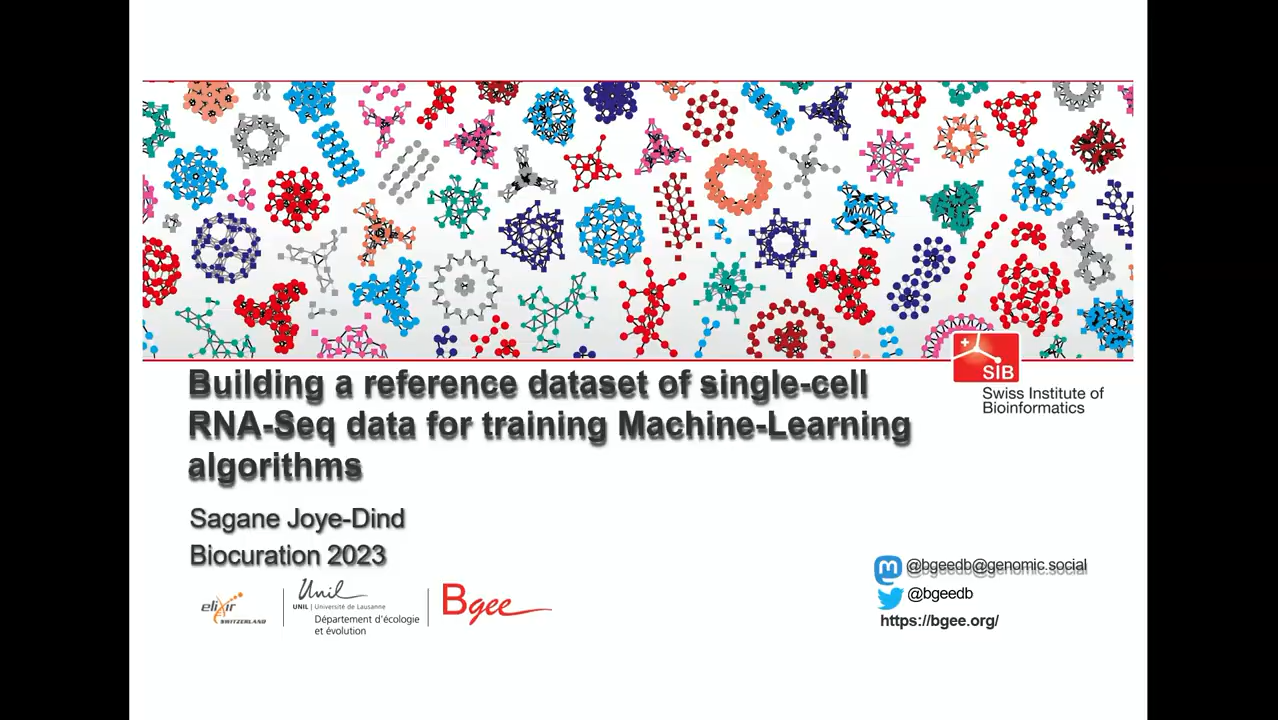 SIB
Swiss Institute of
Bioinformatics
Building a reference dataset of single-cell
RNA-Seq data for training Machine-Learning
algorithms
Sagane Joye-Dind
Biocuration 2023
elixir
SWITZERLAND
Unil
UNIL | Université de Lausanne
Département d'écologie
et évolution
Bgee
@bgeedb@genomic.social
@bgeedb
https://bgee.org/